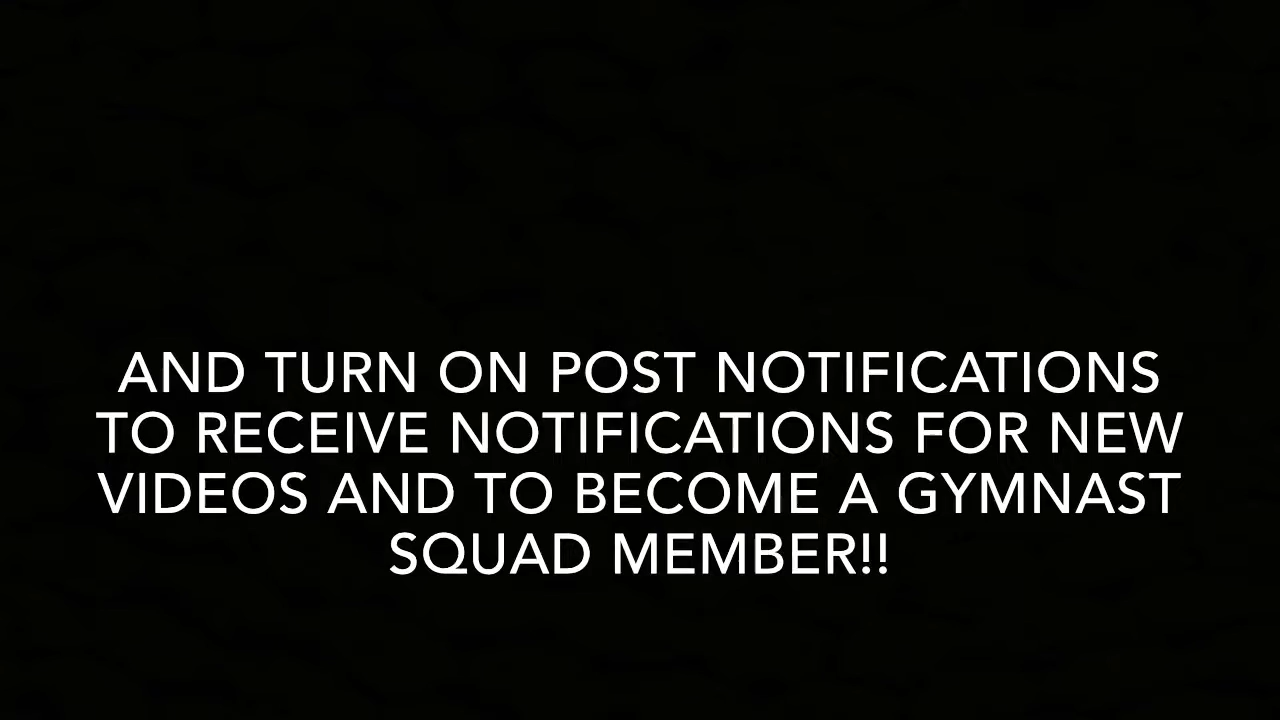 AND TURN ON POST NOTIFICATIONS
TO RECEIVE NOTIFICATIONS FOR NEW
VIDEOS AND TO BECOME A GYMNAST
SQUAD MEMBER!!